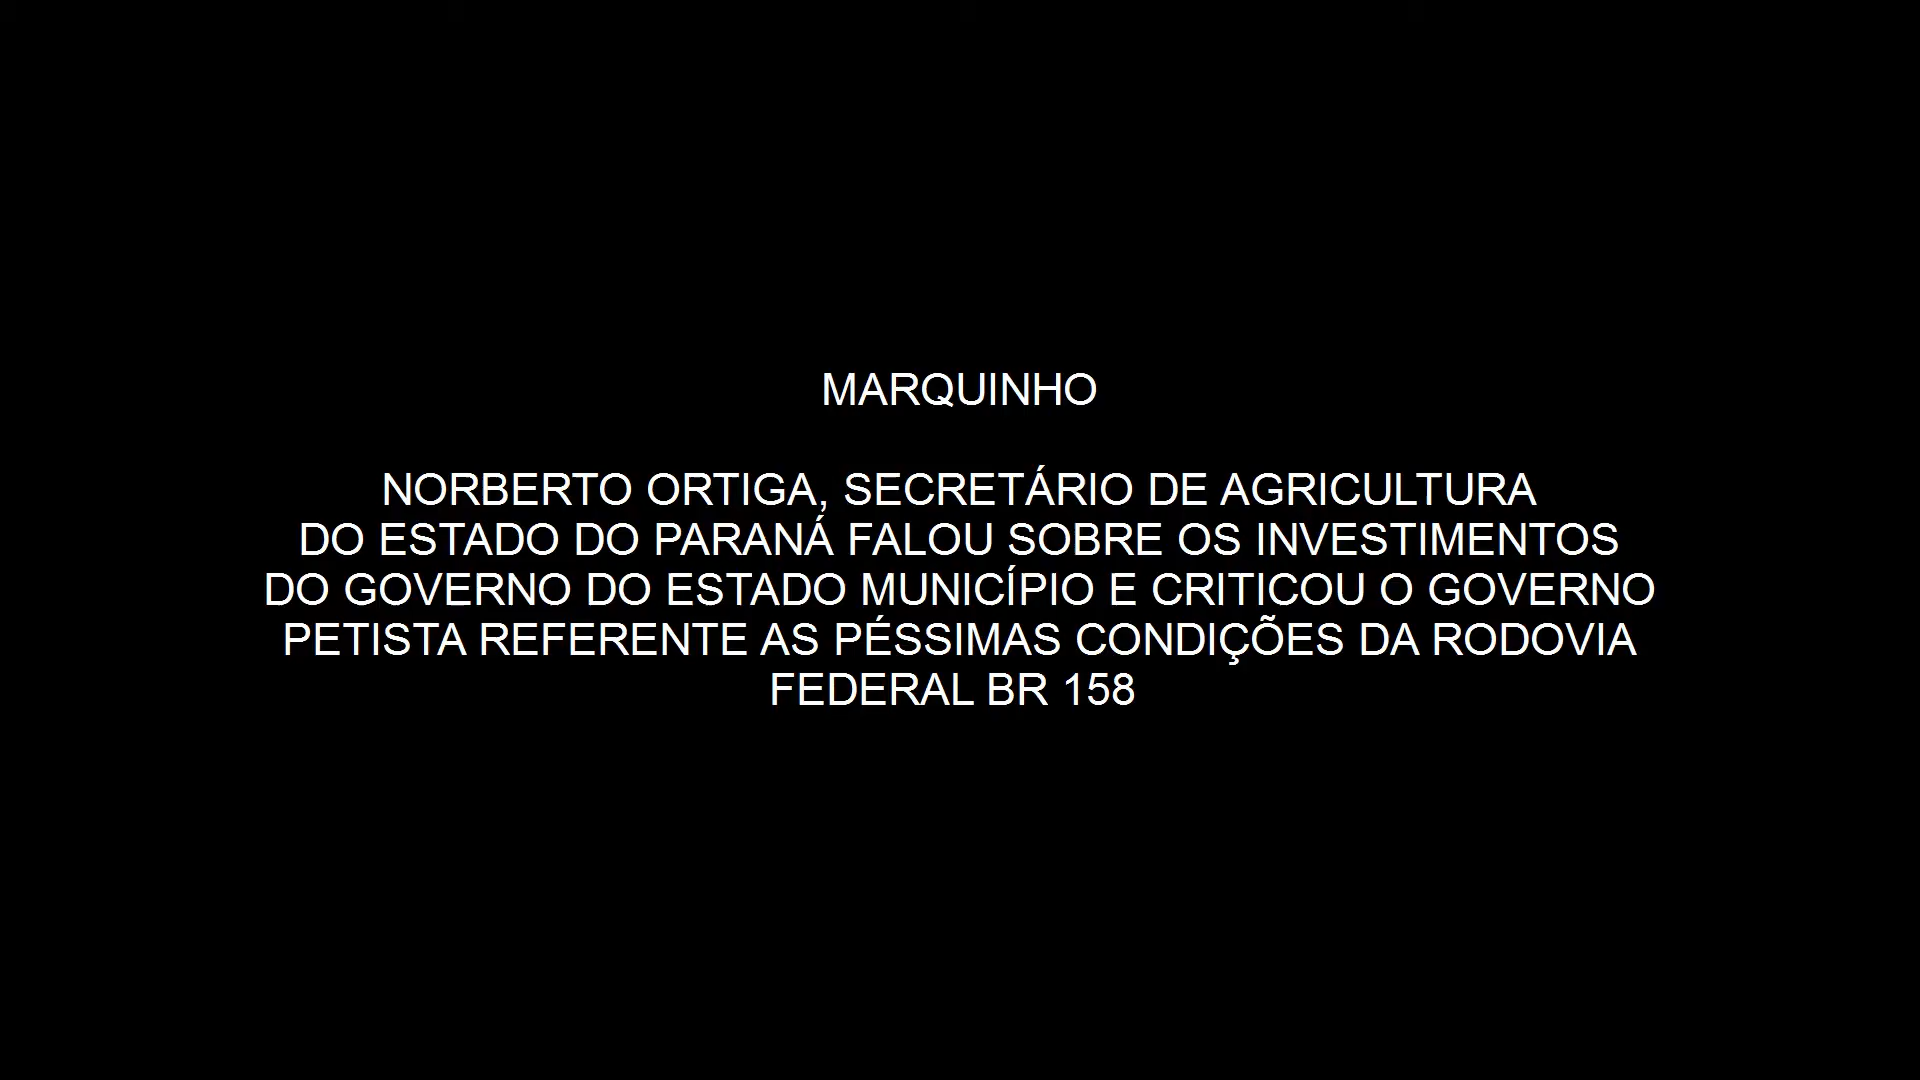 MARQUINHO
NORBERTO ORTIGA, SECRETÁRIO DE AGRICULTURA
DO ESTADO DO PARANÁ FALOU SOBRE OS INVESTIMENTOS
DO GOVERNO DO ESTADO MUNICÍPIO E CRITICOU O GOVERNO
PETISTA REFERENTE AS PÉSSIMAS CONDIÇÕES DA RODOVIA
FEDERAL BR 158